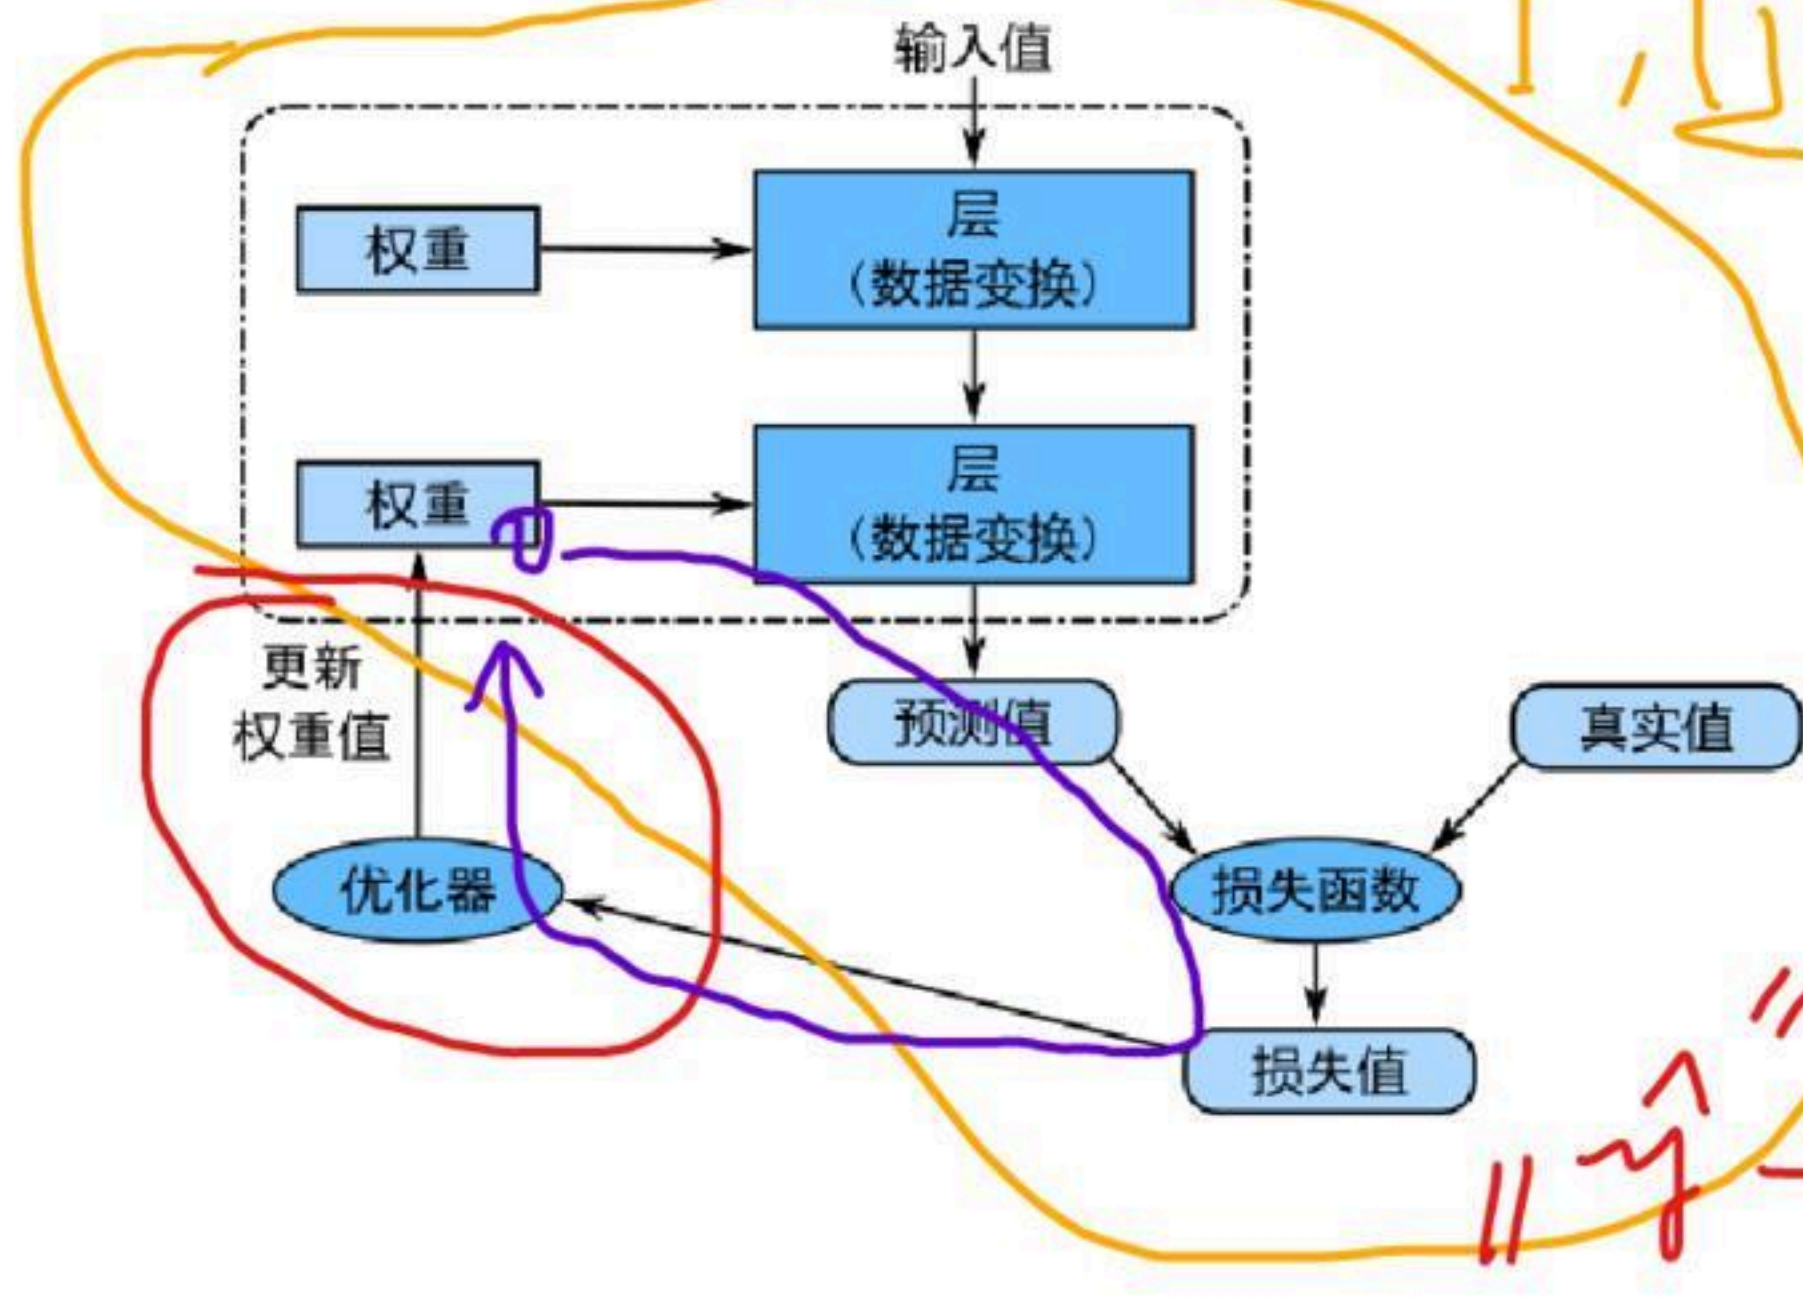 输入值
权重
层
（数据变换）
权重
层
（数据变换）
更新
权重值
预测值
真实值
优化器
损失函数
损失值
‖ ŷ -